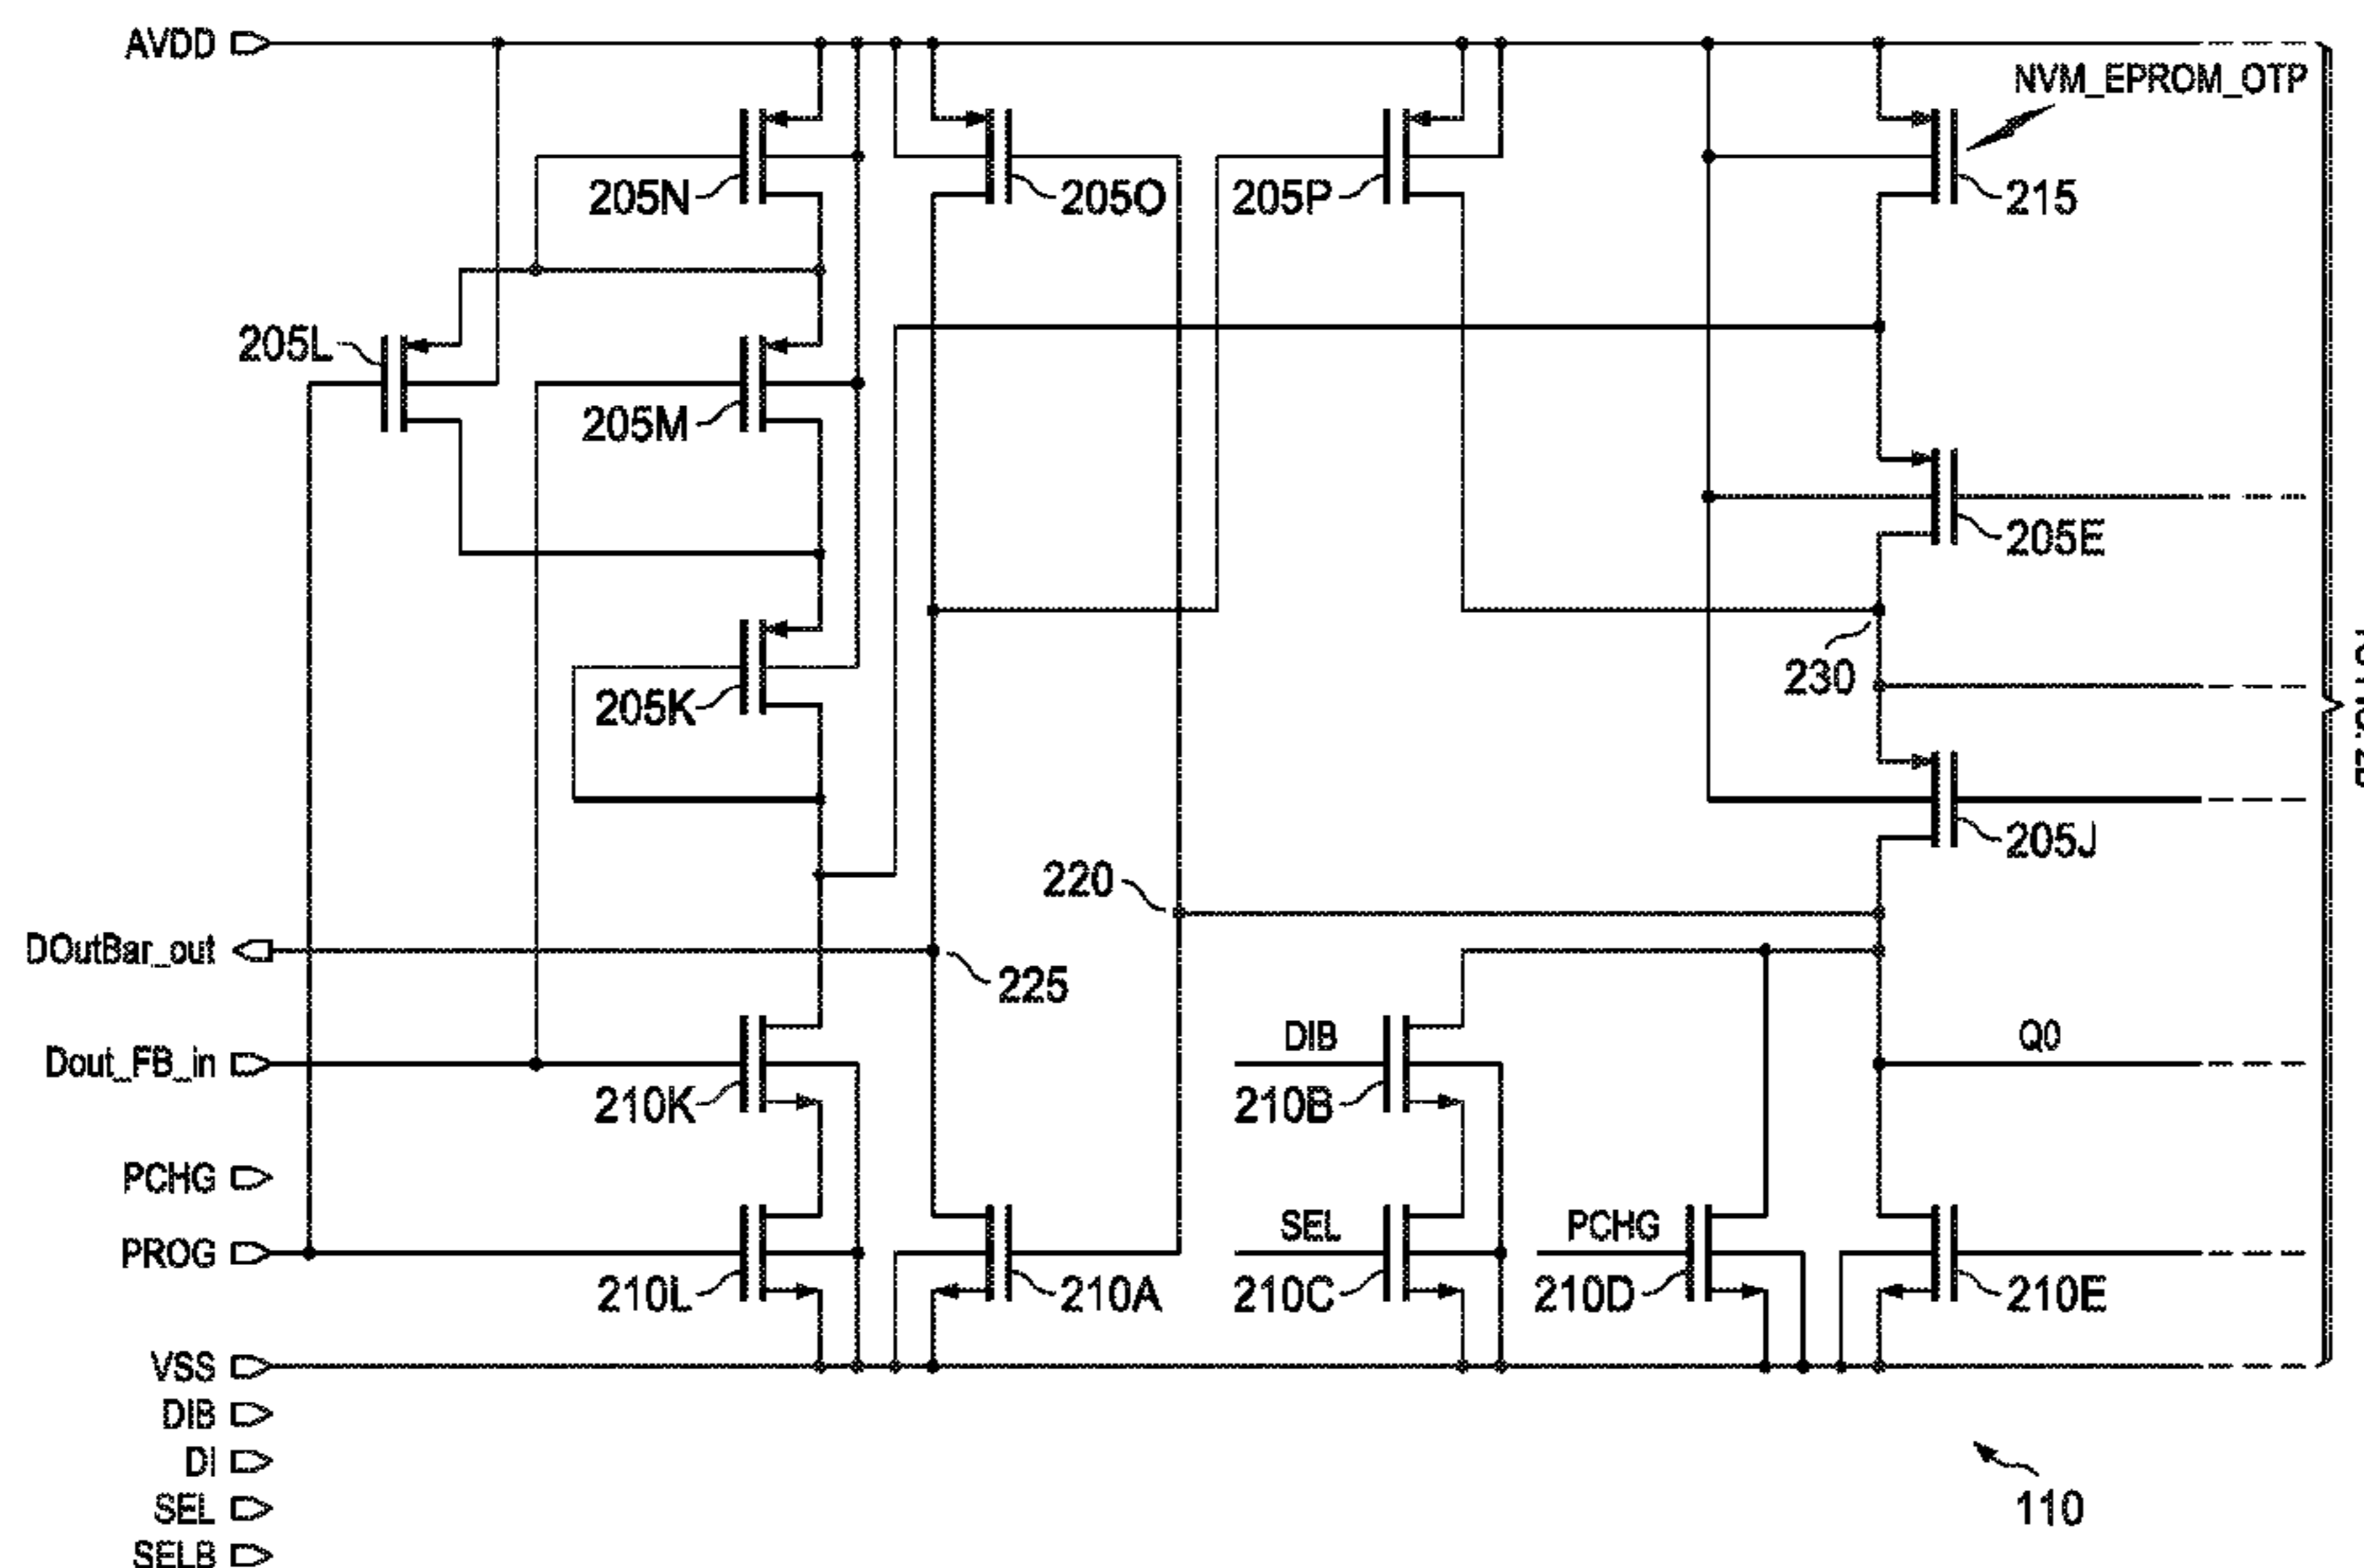 AVDD
NVM_EPROM_OTP
205N
205O
205P
215
205L
205M
205E
230
205K
205J
220
DOutBar_out
225
Dout_FB_in
DIB
Q0
210K
210B
PCHG
PROG
SEL
PCHG
210L
210A
210C
210D
210E
VSS
DIB
DI
SEL
SELB
110